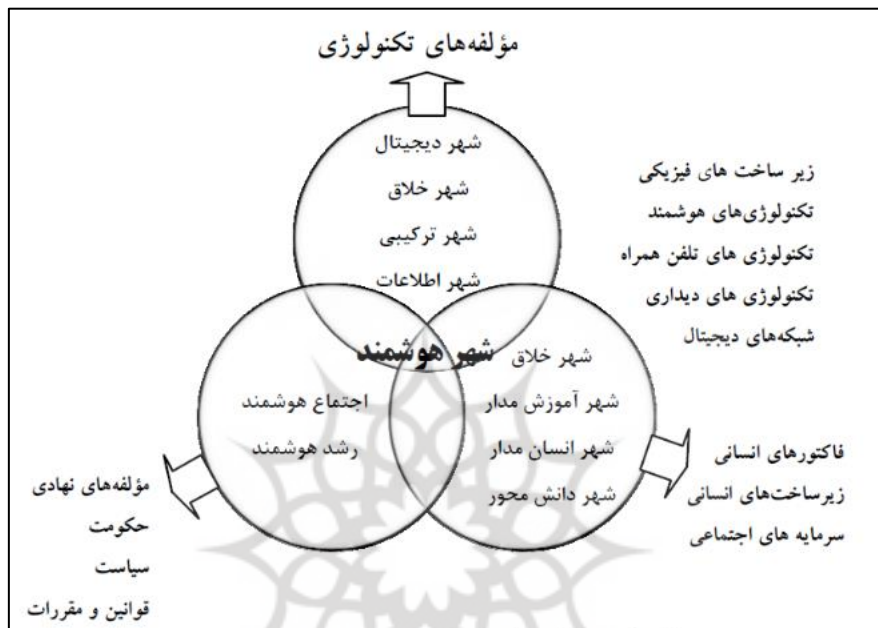 مؤلفه‌های تکنولوژی
شهر دیجیتال
شهر خلاق
شهر ترکیبی
شهر اطلاعات
زیر ساخت های فیزیکی
تکنولوژی‌های هوشمند
تکنولوژی های تلفن همراه
تکنولوژی های دیداری
شبکه‌های دیجیتال
شهر هوشمند
شهر خلاق
شهر آموزش مدار
شهر انسان مدار
شهر دانش محور
اجتماع هوشمند
رشد هوشمند
فاکتورهای انسانی
زیرساخت‌های انسانی
سرمایه های اجتماعی
مؤلفه‌های نهادی
حکومت
سیاست
قوانین و مقررات